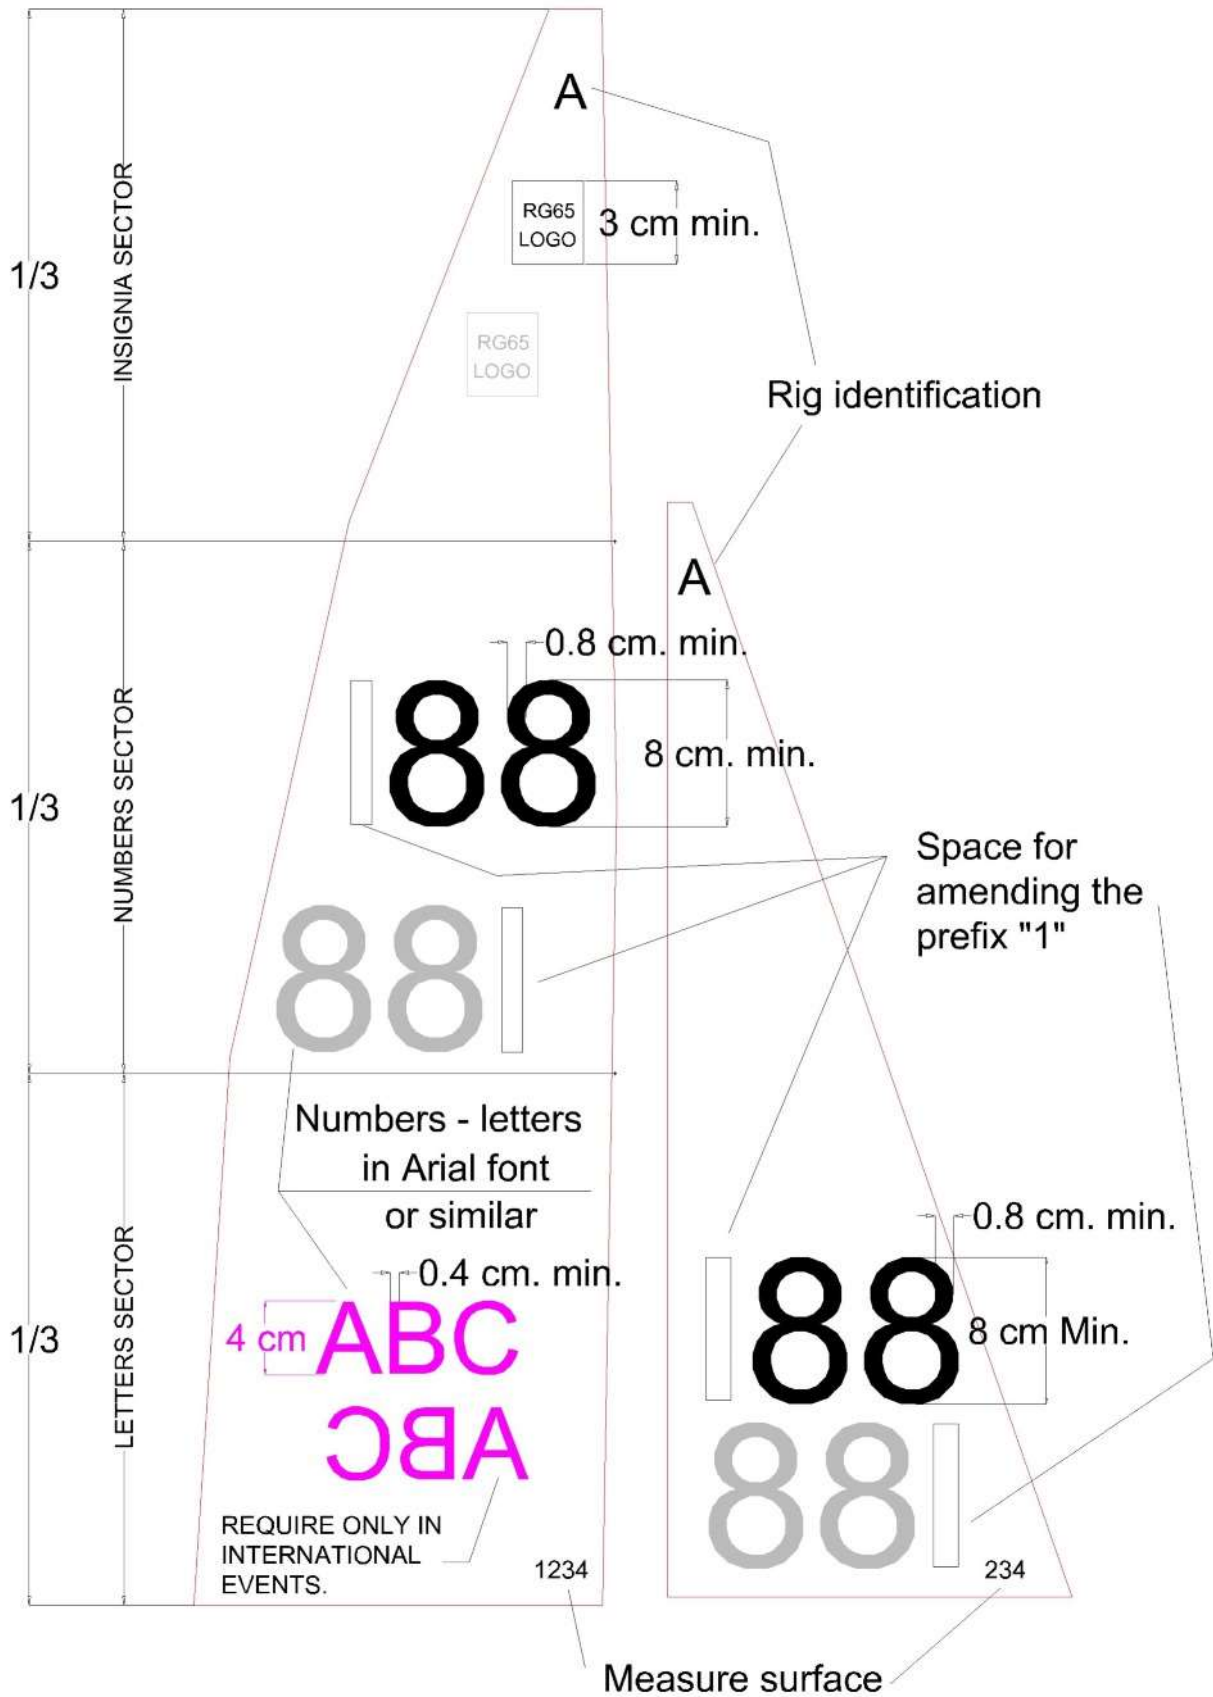 A
RG65
LOGO
3 cm min.
1/3
INSIGNIA SECTOR
RG65
LOGO
Rig identification
A
0.8 cm. min.
88
8 cm. min.
1/3
NUMBERS SECTOR
Space for
amending the
prefix "1"
88
Numbers - letters
in Arial font
or similar
0.8 cm. min.
0.4 cm. min.
1/3
LETTERS SECTOR
4 cm
ABC
88
8 cm Min.
ABC
88
REQUIRE ONLY IN
INTERNATIONAL
EVENTS.
1234
234
Measure surface